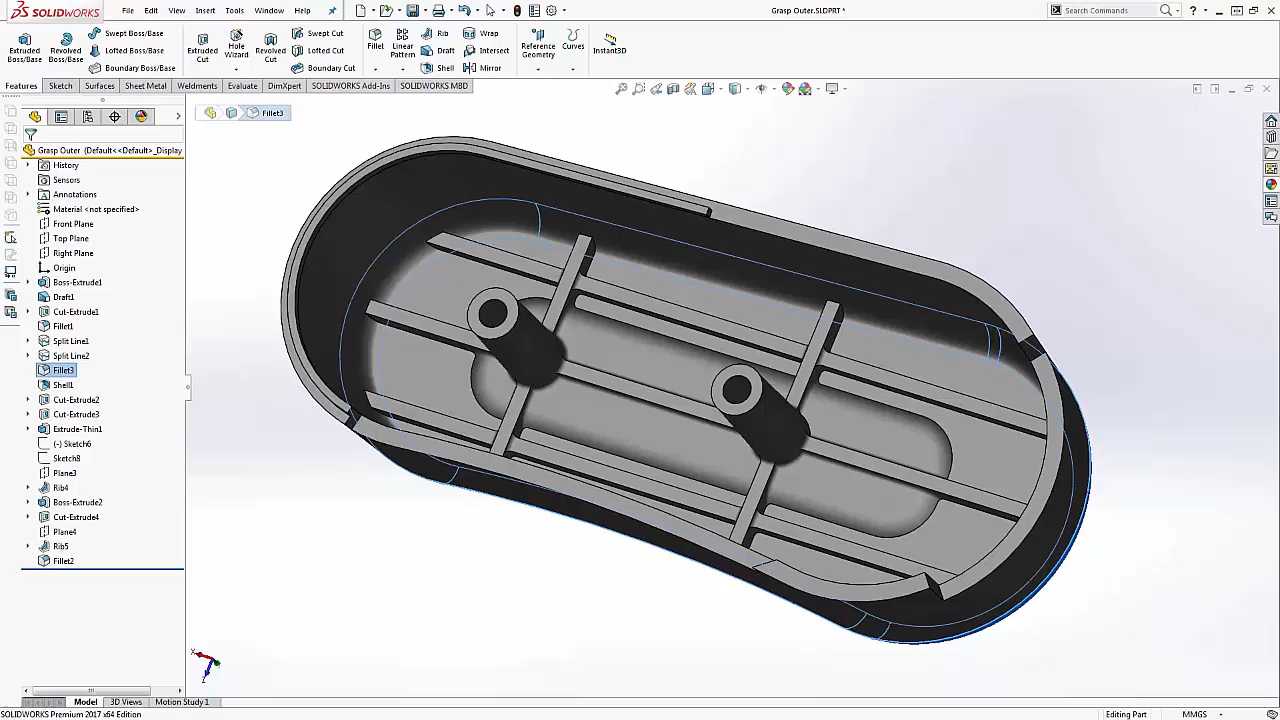 SOLIDWORKS File Edit View Insert Tools Window Help Grasp Outer.SLDPRT * Search Commands
Extruded Boss/Base
Revolved Boss/Base
Swept Boss/Base
Lofted Boss/Base
Boundary Boss/Base
Extruded Cut
Hole Wizard
Revolved Cut
Swept Cut
Lofted Cut
Boundary Cut
Fillet
Linear Pattern
Rib
Draft
Shell
Wrap
Intersect
Mirror
Reference Geometry
Curves
Instant3D
Features Sketch Surfaces Sheet Metal Weldments Evaluate DimXpert SOLIDWORKS Add-Ins SOLIDWORKS MBD
Fillet3
Grasp Outer (Default<<Default>_Display
History
Sensors
Annotations
Material <not specified>
Front Plane
Top Plane
Right Plane
Origin
Boss-Extrude1
Draft1
Cut-Extrude1
Fillet1
Split Line1
Split Line2
Fillet3
Shell1
Cut-Extrude2
Cut-Extrude3
Extrude-Thin1
(-) Sketch6
Sketch8
Plane3
Rib4
Boss-Extrude2
Cut-Extrude4
Plane4
Rib5
Fillet2
X
Z
Model 3D Views Motion Study 1
SOLIDWORKS Premium 2017 x64 Edition Editing Part MMGS